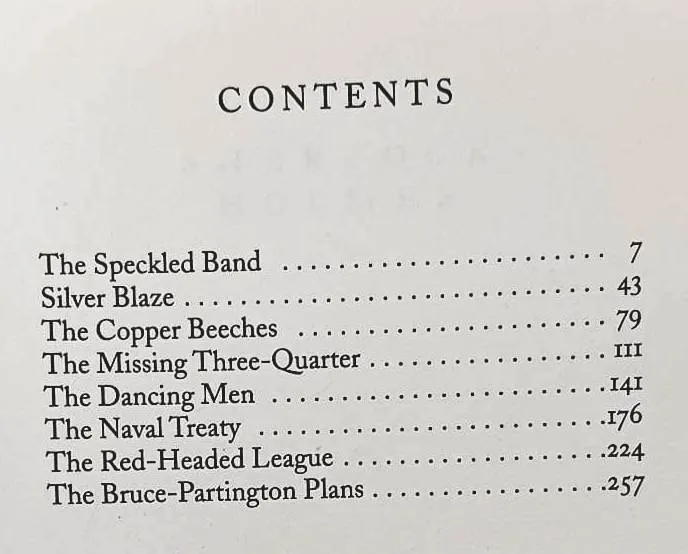 CONTENTS
The Speckled Band ........................ 7
Silver Blaze .............................. 43
The Copper Beeches ...................... 79
The Missing Three-Quarter ................. 111
The Dancing Men ........................ .141
The Naval Treaty ......................... .176
The Red-Headed League ................... .224
The Bruce-Partington Plans ................. .257